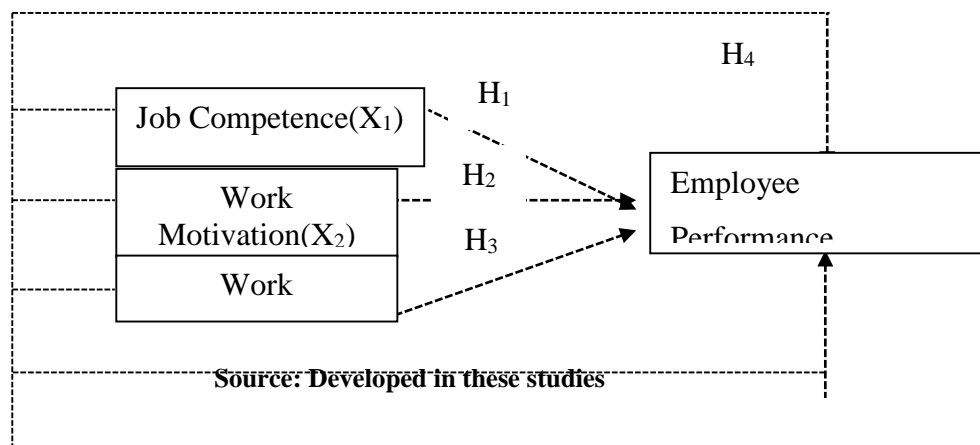 H4
H1
Job Competence(X1)
H2
Work
Motivation(X2)
Employee
Performance
H3
Work
Source: Developed in these studies